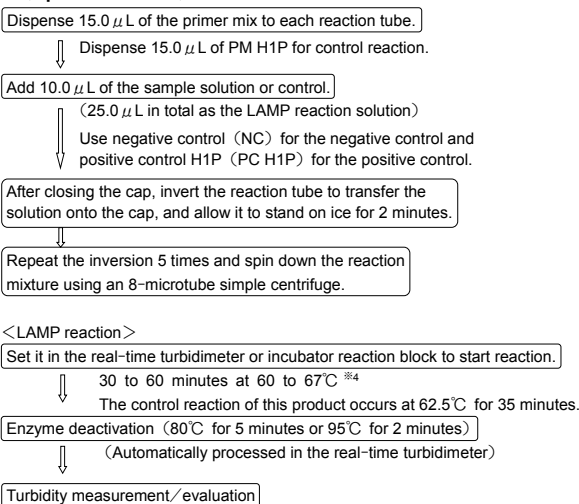 Dispense 15.0 μL of the primer mix to each reaction tube.
Dispense 15.0 μL of PM H1P for control reaction.
Add 10.0 μL of the sample solution or control.
(25.0 μL in total as the LAMP reaction solution)
Use negative control (NC) for the negative control and
positive control H1P (PC H1P) for the positive control.
After closing the cap, invert the reaction tube to transfer the
solution onto the cap, and allow it to stand on ice for 2 minutes.
Repeat the inversion 5 times and spin down the reaction
mixture using an 8-microtube simple centrifuge.
<LAMP reaction>
Set it in the real-time turbidimeter or incubator reaction block to start reaction.
30 to 60 minutes at 60 to 67℃ ※4
The control reaction of this product occurs at 62.5℃ for 35 minutes.
Enzyme deactivation (80℃ for 5 minutes or 95℃ for 2 minutes)
(Automatically processed in the real-time turbidimeter)
Turbidity measurement/evaluation